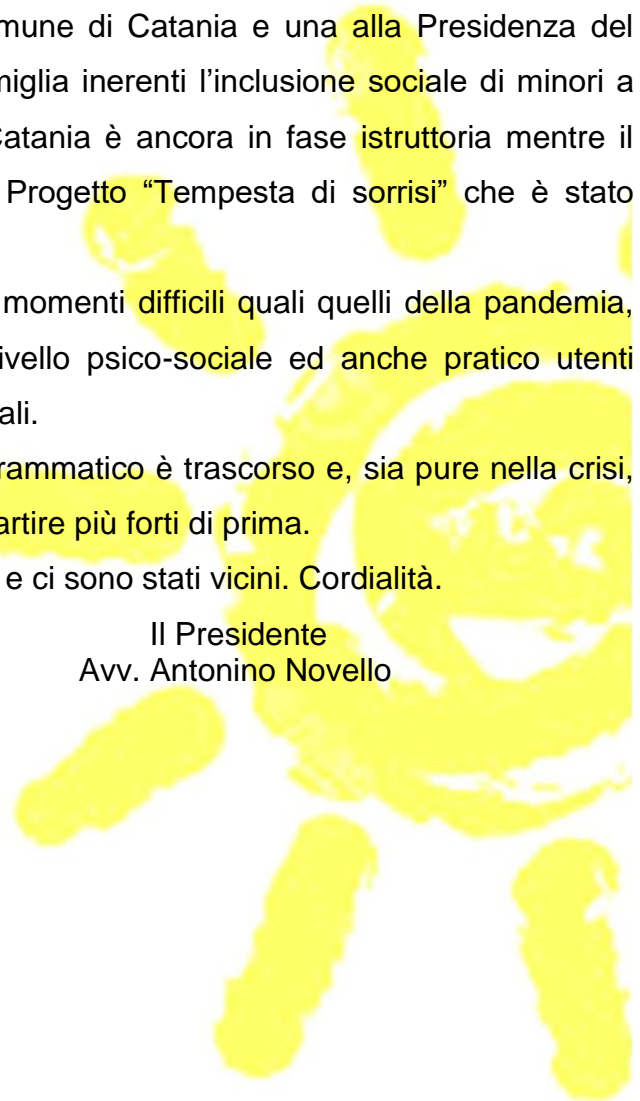 mune di Catania e una alla Presidenza del
miglia inerenti l'inclusione sociale di minori a
Catania è ancora in fase istruttoria mentre il
Progetto “Tempesta di sorrisi” che è stato
momenti difficili quali quelli della pandemia,
ivello psico-sociale ed anche pratico utenti
ali.
rammatico è trascorso e, sia pure nella crisi,
artire più forti di prima.
e ci sono stati vicini. Cordialità.
Il Presidente
Avv. Antonino Novello